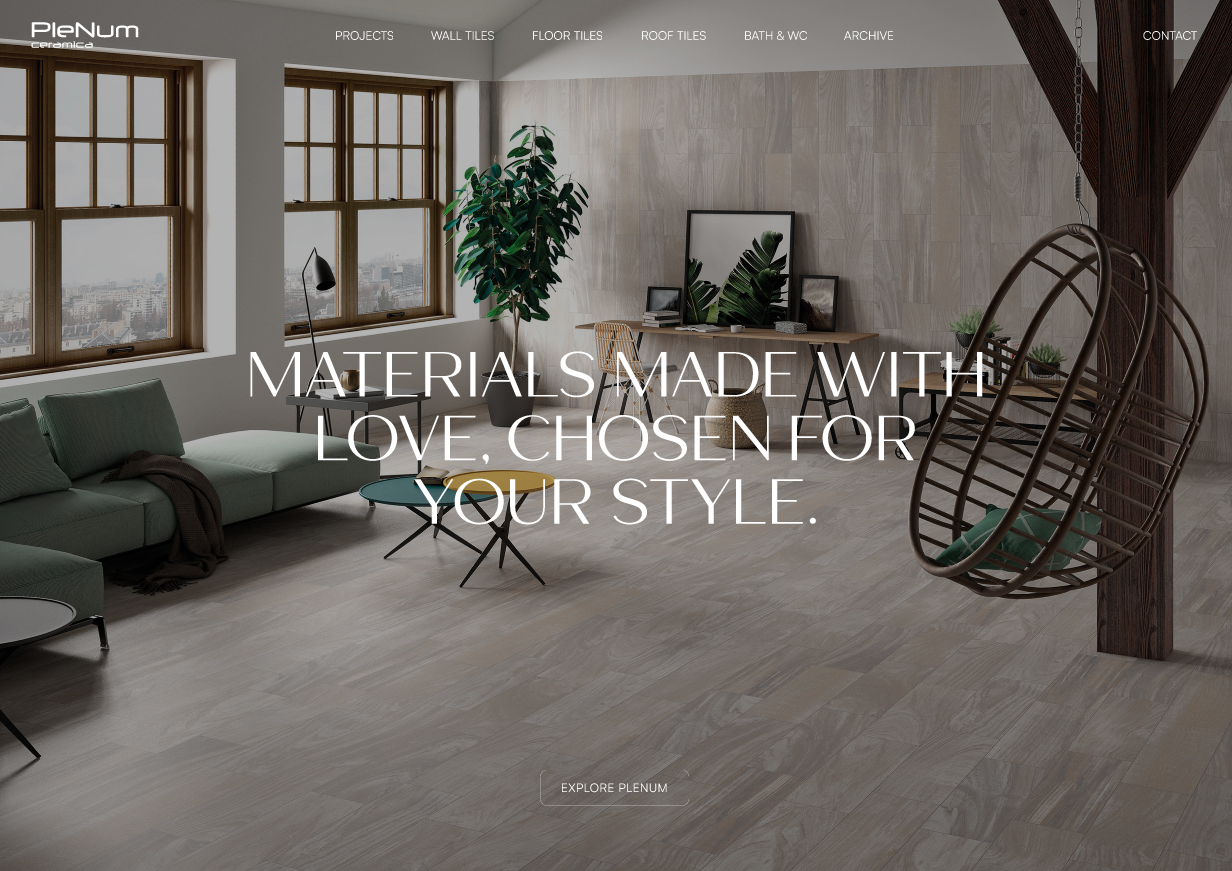 PleNum
ceramica
PROJECTS WALL TILES FLOOR TILES ROOF TILES BATH & WC ARCHIVE CONTACT
MATERIALS MADE WITH
LOVE, CHOSEN FOR
YOUR STYLE.
EXPLORE PLENUM